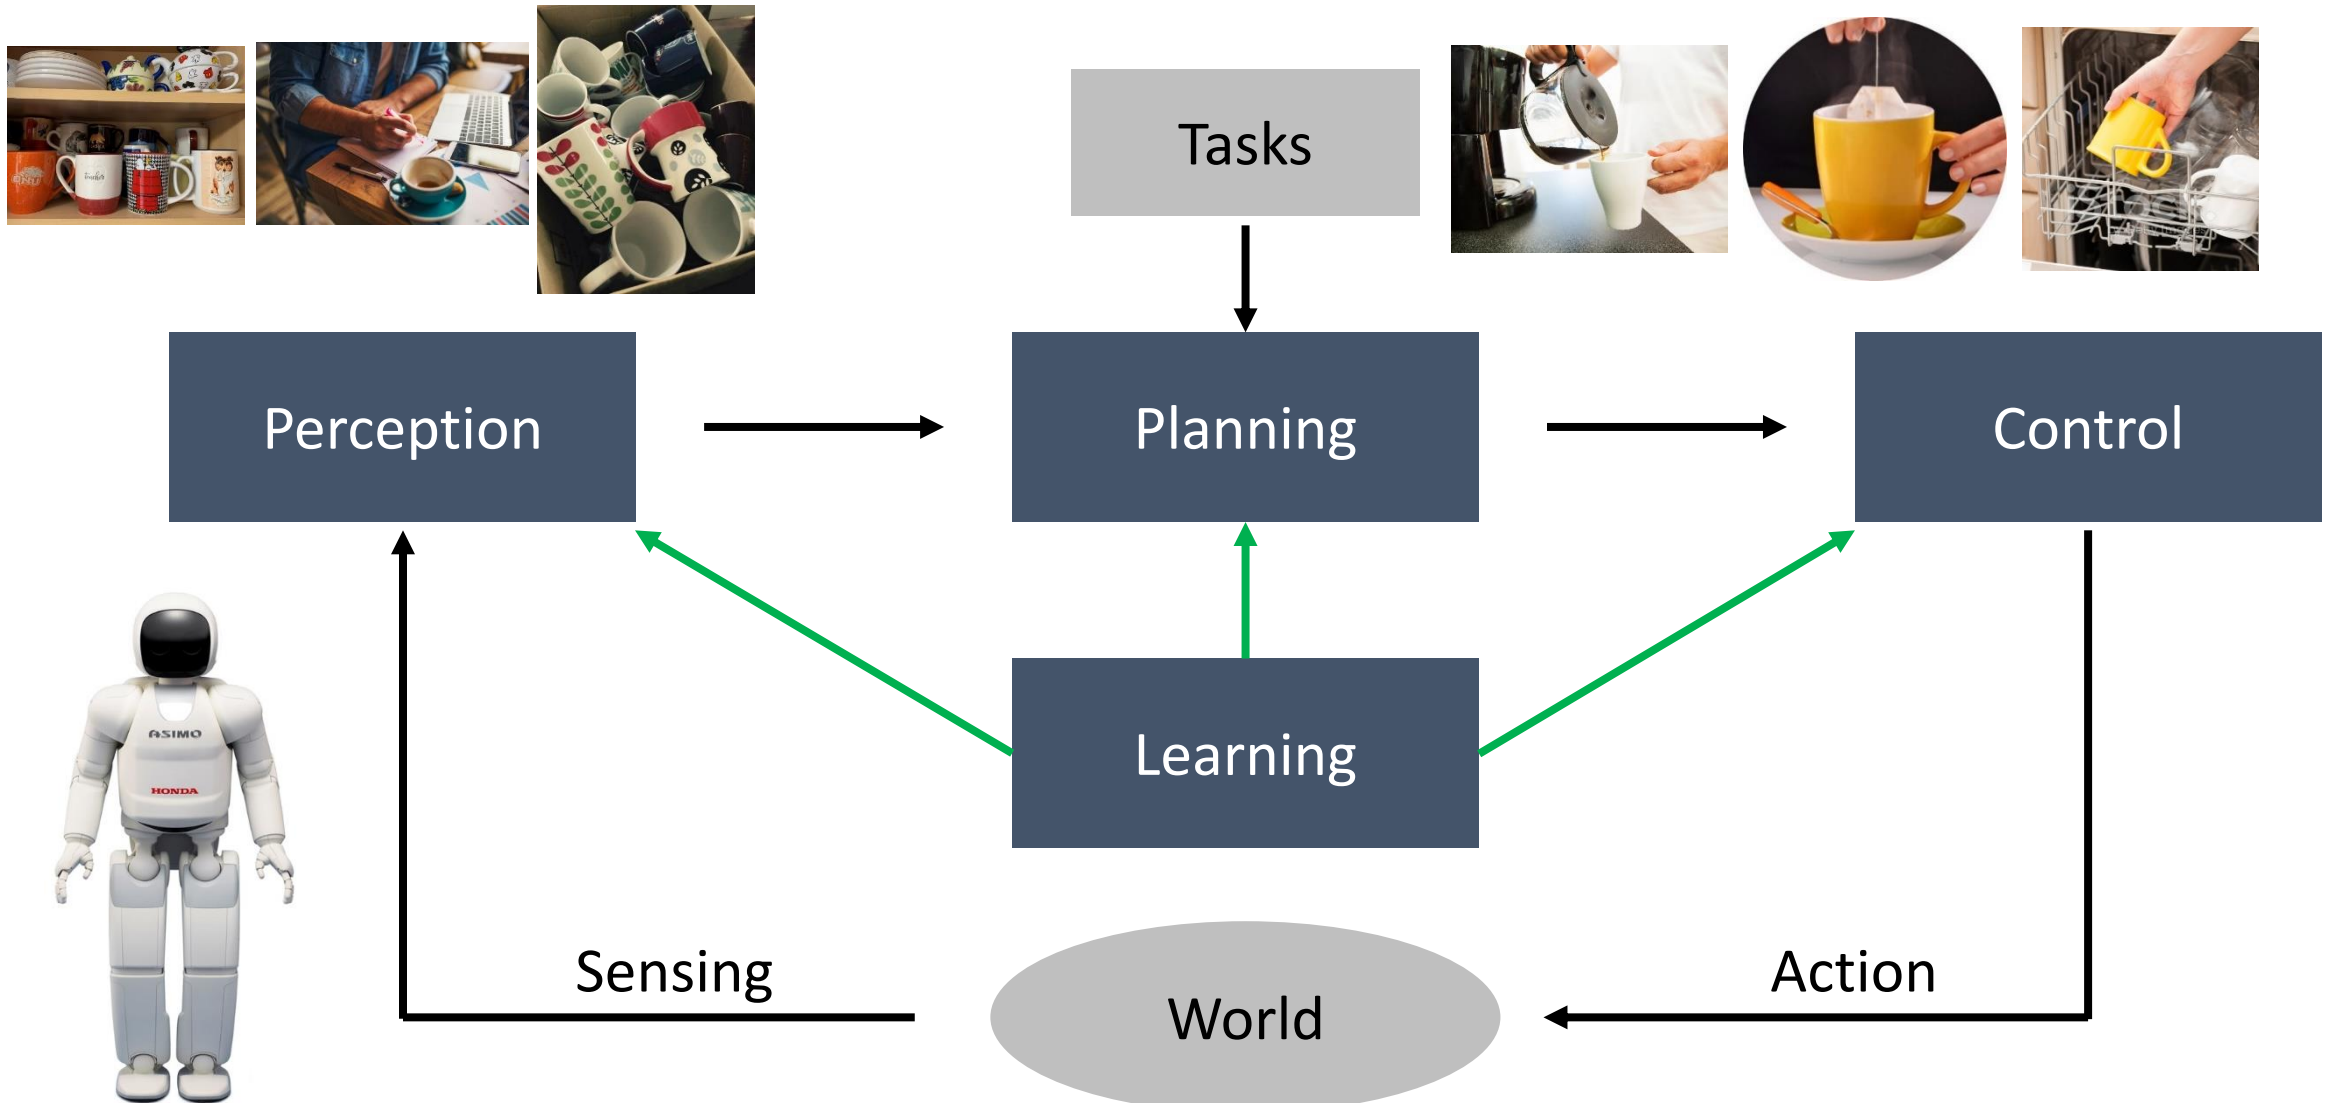 Tasks
Perception
Planning
Control
Learning
ASIMO
HONDA
Sensing
World
Action